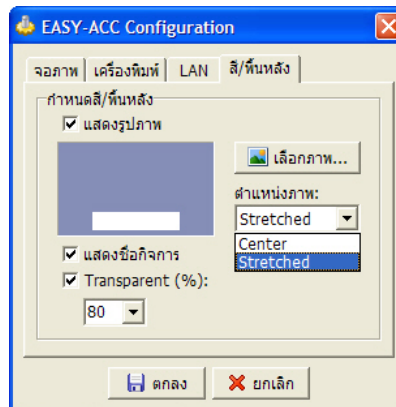 EASY-ACC Configuration
จอภาพ เครื่องพิมพ์ LAN สี/พื้นหลัง
กำหนดสี/พื้นหลัง
แสดงรูปภาพ
เลือกภาพ...
ตำแหน่งภาพ:
Stretched
Center
Stretched
แสดงชื่อกิจการ
Transparent (%):
80
ตกลง ยกเลิก